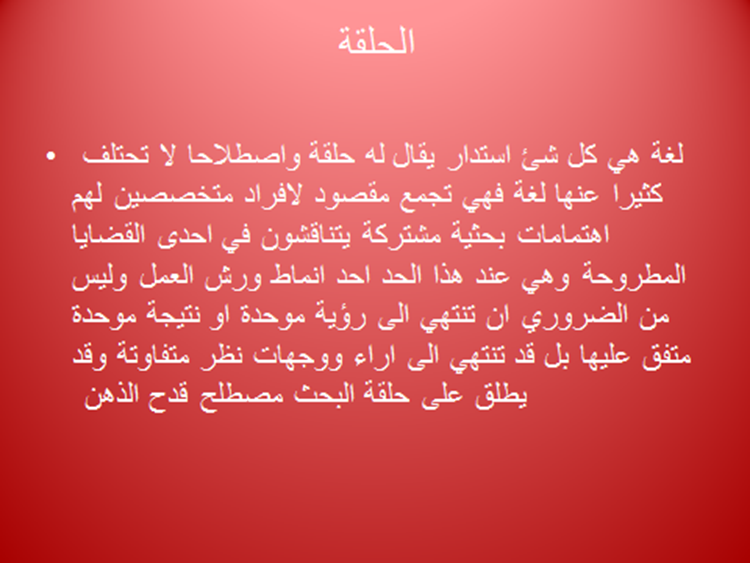 الحلقة
• لغة هي كل شئ استدار يقال له حلقة واصطلاحا لا تحتلف
كثيرا عنها لغة فهي تجمع مقصود لافراد متخصصين لهم
اهتمامات بحثية مشتركة يتناقشون في احدى القضايا
المطروحة وهي عند هذا الحد احد انماط ورش العمل وليس
من الضروري ان تنتهي الى رؤية موحدة او نتيجة موحدة
متفق عليها بل قد تنتهي الى اراء ووجهات نظر متفاوتة وقد
يطلق على حلقة البحث مصطلح قدح الذهن